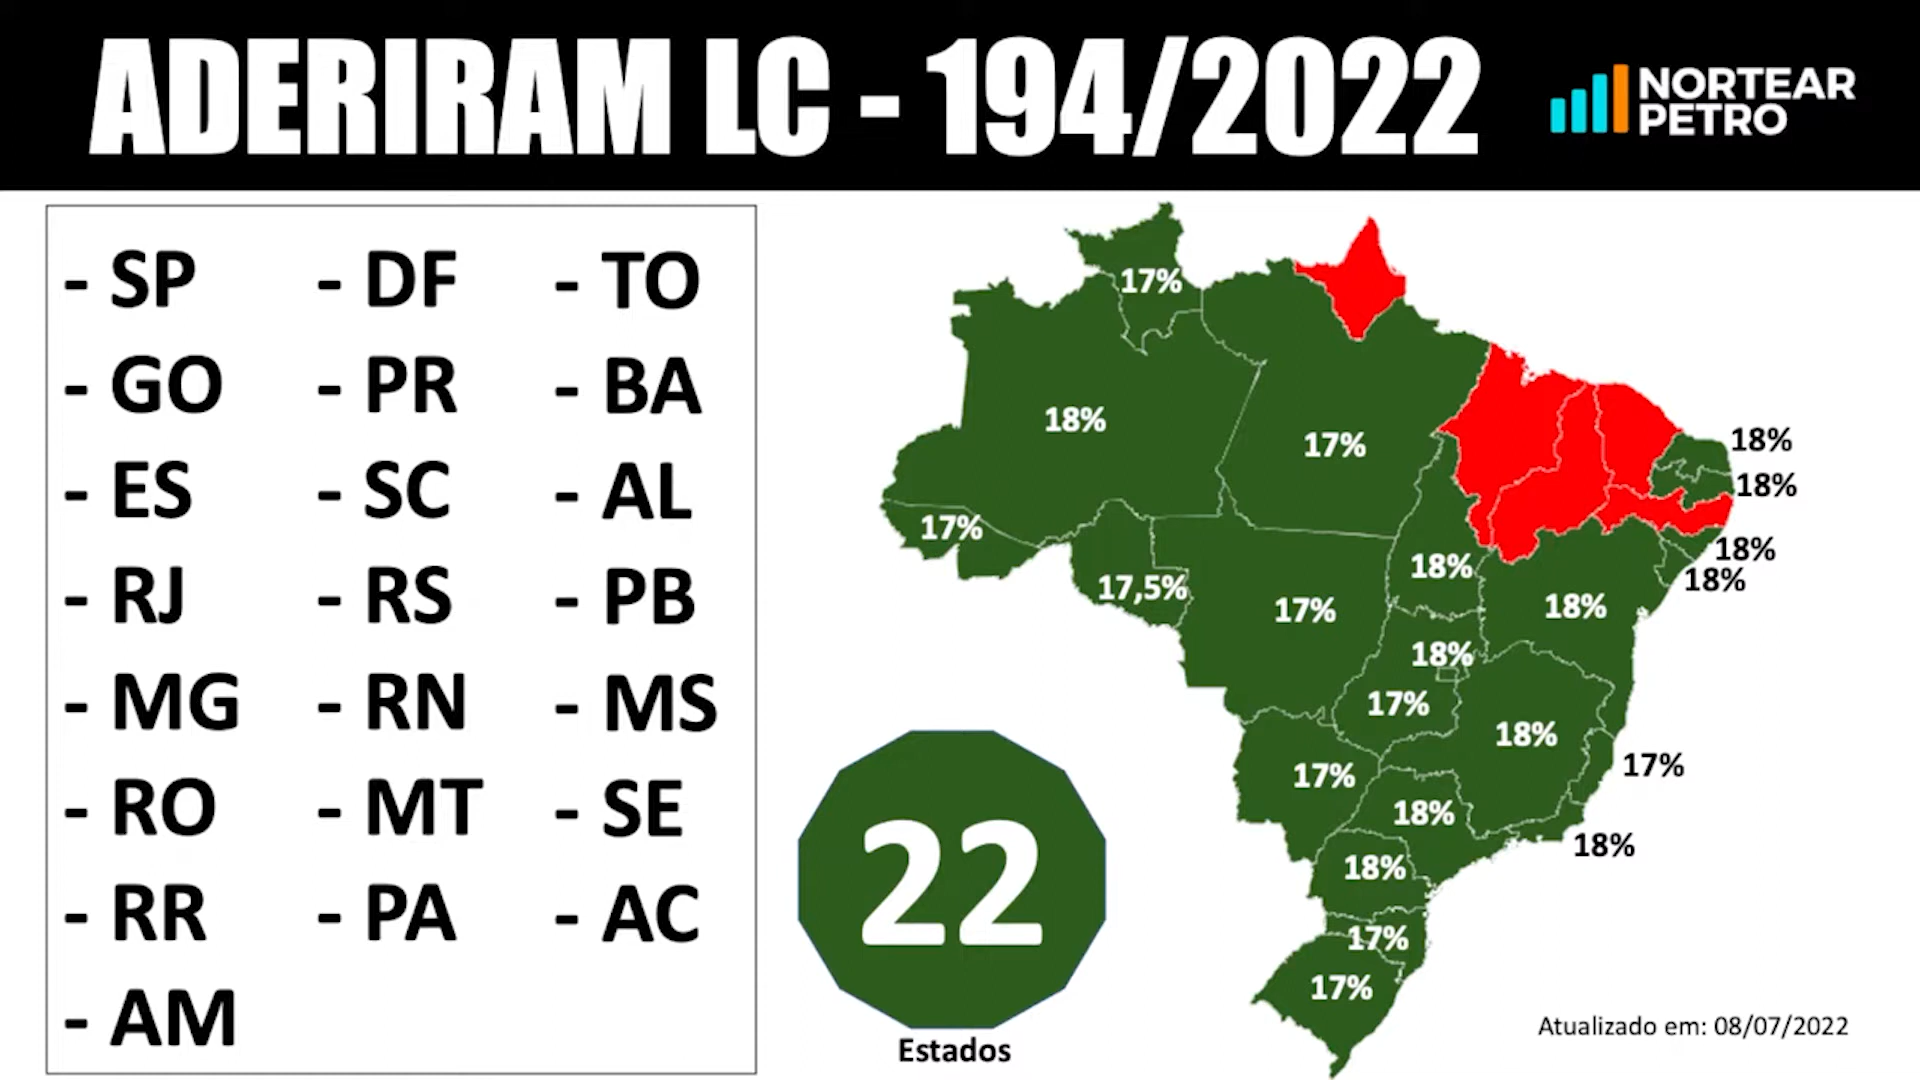 ADERIRAM LC - 194/2022
NORTEAR
PETRO
- SP
- GO
- ES
- RJ
- MG
- RO
- RR
- AM
- DF
- PR
- SC
- RS
- RN
- MT
- PA
- TO
- BA
- AL
- PB
- MS
- SE
- AC
22
Estados
17%
18%
17%
18%
18%
17%
18%
18%
17,5%
18%
17%
18%
18%
17%
18%
17%
17%
18%
18%
18%
17%
17%
Atualizado em: 08/07/2022